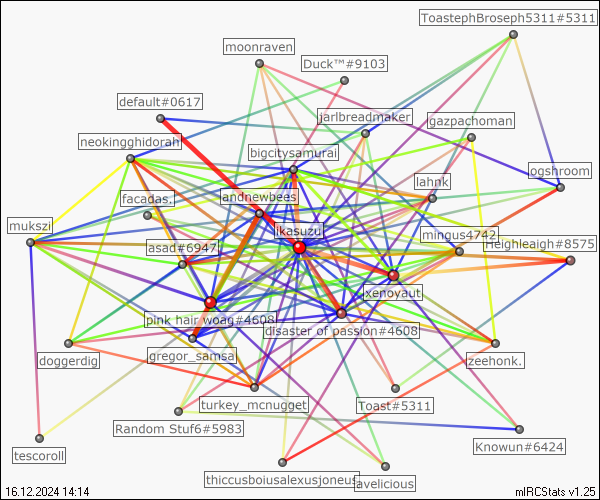 ToastephBroseph5311#5311
moonraven
Duck™#9103
default#0617
jarlbreadmaker
gazpachoman
neokingghidorah
bigcitysamurai
ogshroom
lahnk
facadas.
andnewbees
mukszi
ikasuzu
mingus4742
asad#6947
Heighleaigh#8575
xenoyaut
pink hair woag#4608
disaster of passion#4608
gregor_samsa
doggerdig
zeehonk.
turkey_mcnugget
Toast#5311
Random Stuf6#5983
Knowun#6424
tescoroll
thiccusboiusalexusjoneus
avelicious
16.12.2024 14:14
mIRCStats v1.25